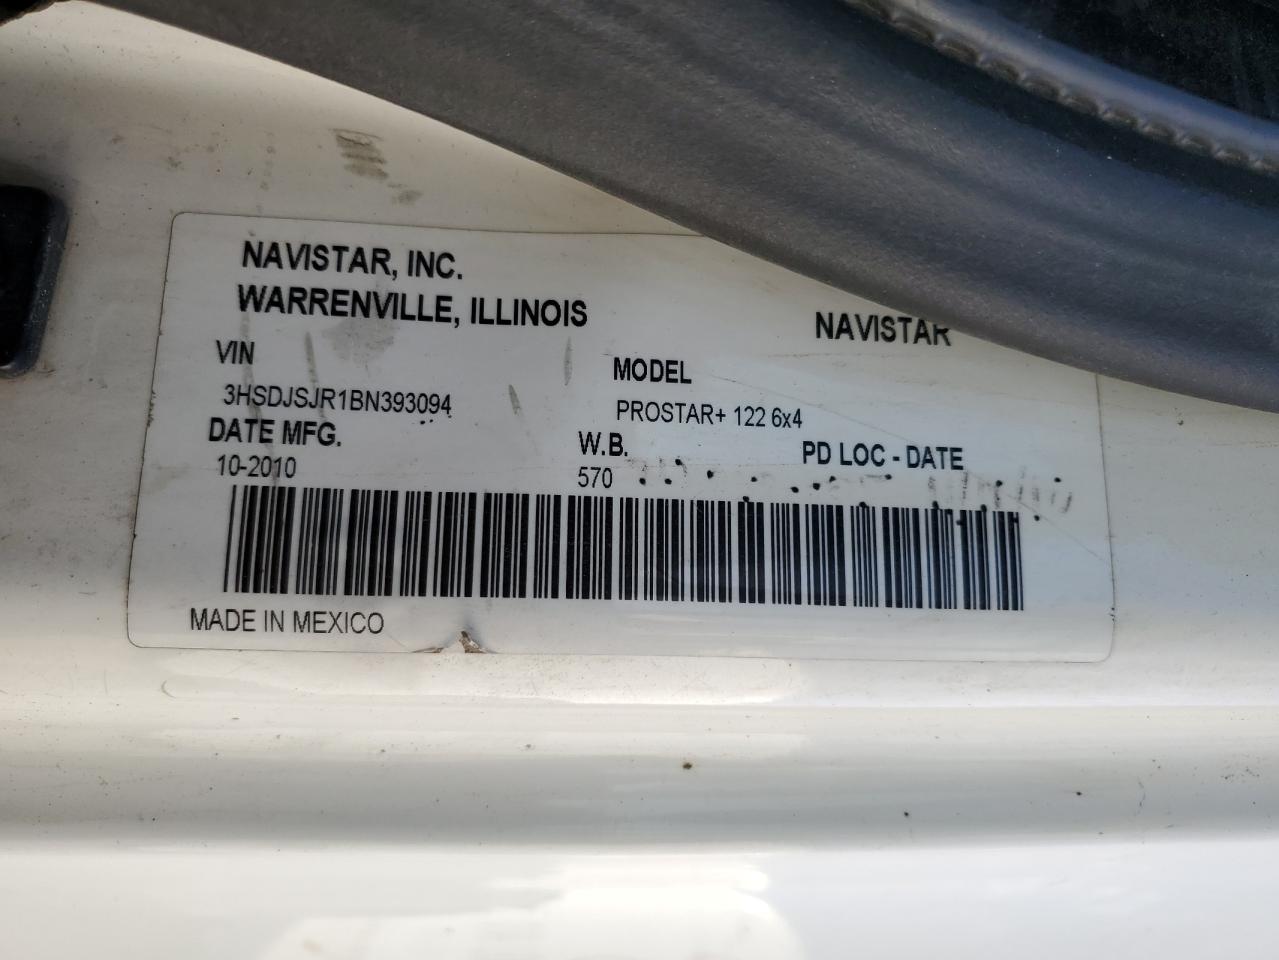 NAVISTAR, INC.
WARRENVILLE, ILLINOIS
NAVISTAR
VIN
MODEL
3HSDJSJR1BN393094
PROSTAR+ 122 6x4
DATE MFG.
W.B.
PD LOC - DATE
10-2010
570
MADE IN MEXICO